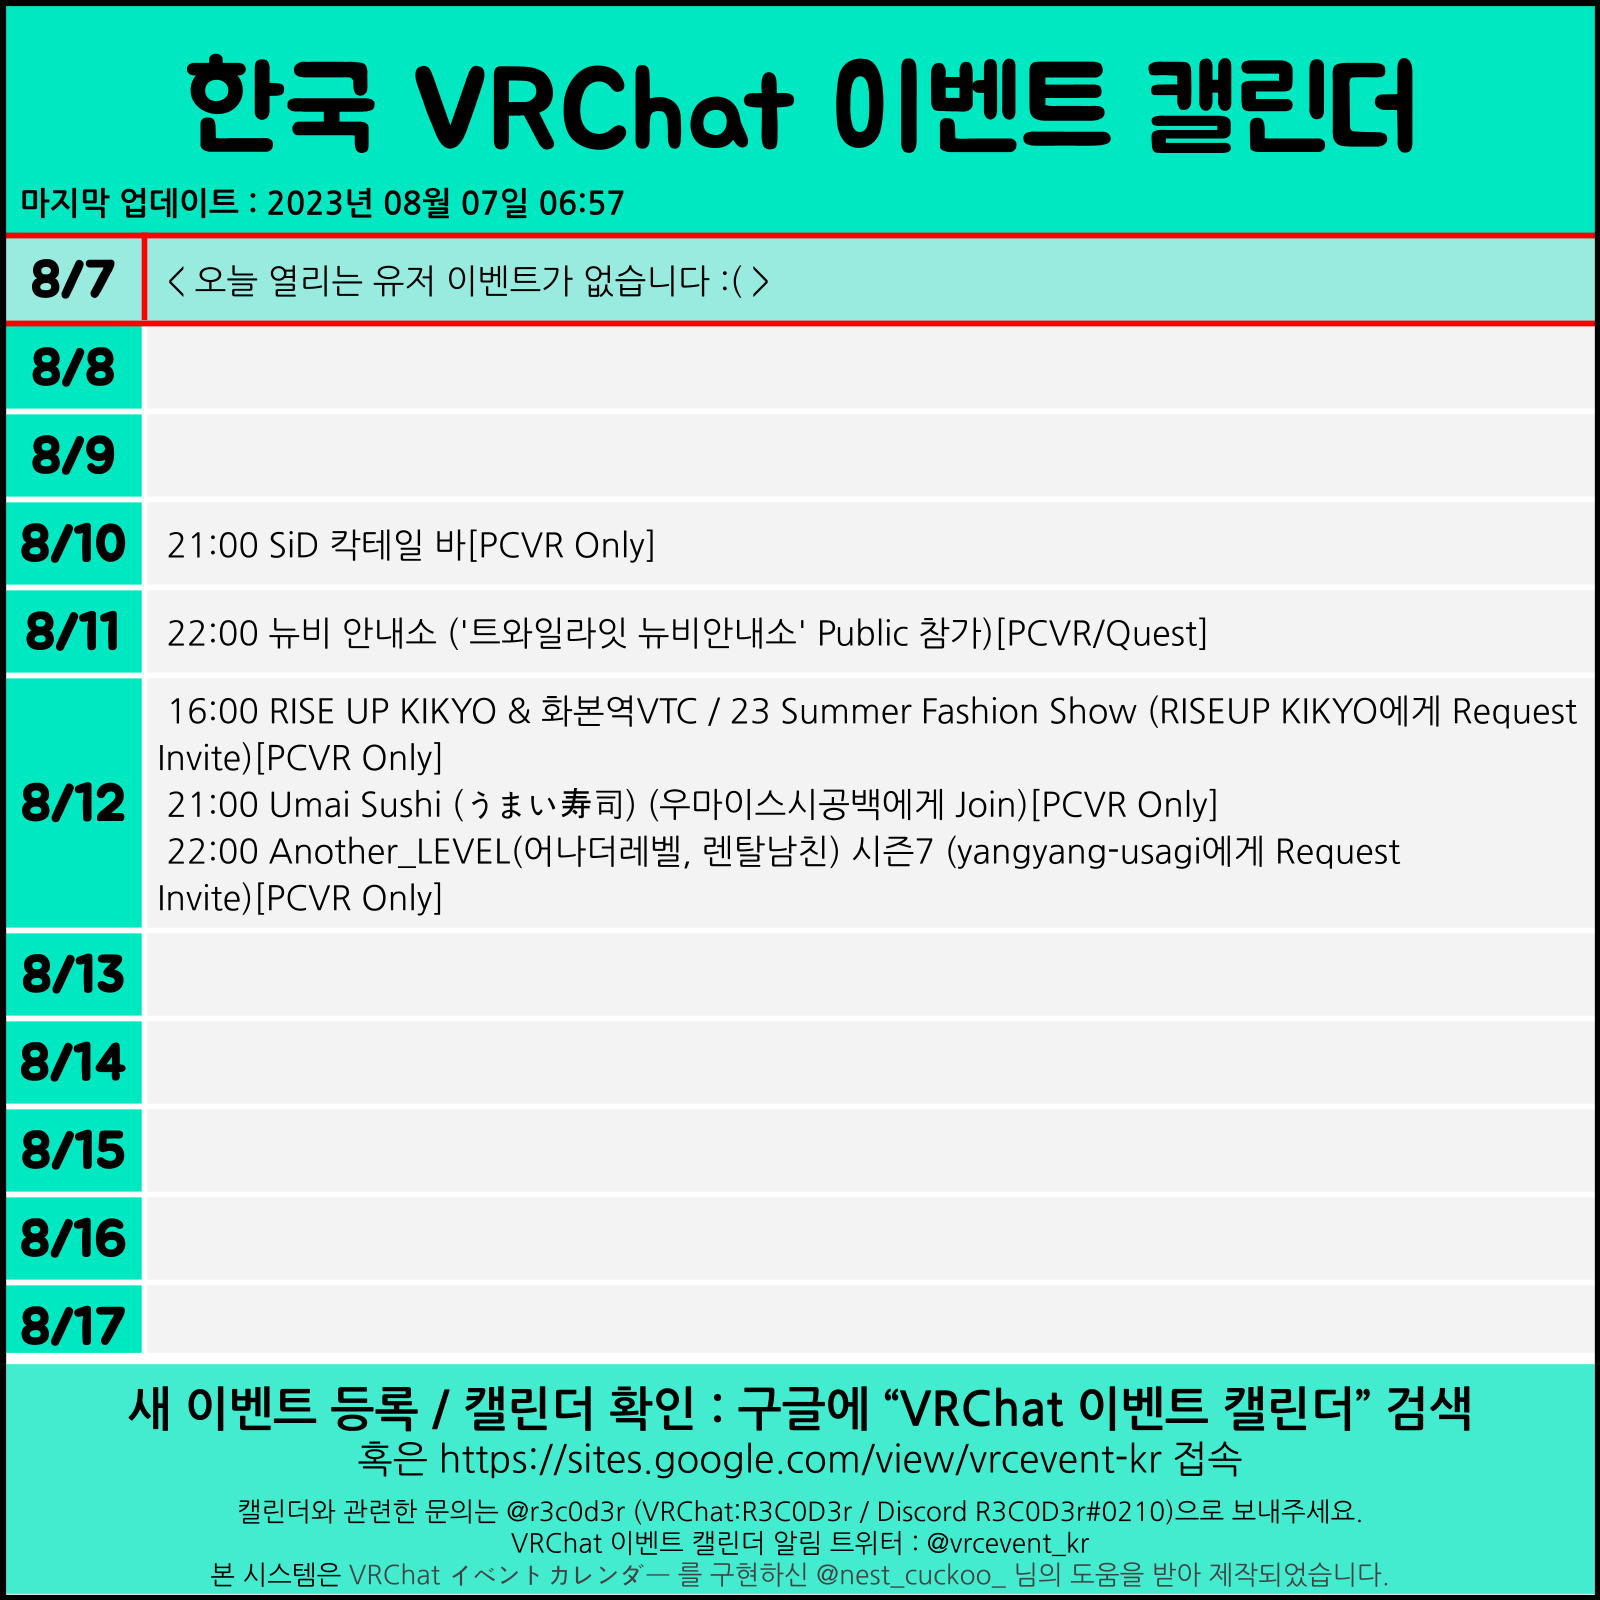 한국 VRChat 이벤트 캘린더
마지막 업데이트 : 2023년 08월 07일 06:57
8/7 < 오늘 열리는 유저 이벤트가 없습니다 :( >
8/8
8/9
8/10 21:00 SiD 칵테일 바[PCVR Only]
8/11 22:00 뉴비 안내소 ('트와일라잇 뉴비안내소' Public 참가)[PCVR/Quest]
8/12
16:00 RISE UP KIKYO & 화본역VTC / 23 Summer Fashion Show (RISEUP KIKYO에게 Request
Invite)[PCVR Only]
21:00 Umai Sushi (うまい寿司) (우마이스시공백에게 Join)[PCVR Only]
22:00 Another_LEVEL(어나더레벨, 렌탈남친) 시즌7 (yangyang-usagi에게 Request
Invite)[PCVR Only]
8/13
8/14
8/15
8/16
8/17
새 이벤트 등록 / 캘린더 확인 : 구글에 “VRChat 이벤트 캘린더” 검색
혹은 https://sites.google.com/view/vrcevent-kr 접속
캘린더와 관련한 문의는 @r3c0d3r (VRChat:R3C0D3r / Discord R3C0D3r#0210)으로 보내주세요.
VRChat 이벤트 캘린더 알림 트위터 : @vrcevent_kr
본 시스템은 VRChat イベントカレンダー 를 구현하신 @nest_cuckoo_ 님의 도움을 받아 제작되었습니다.